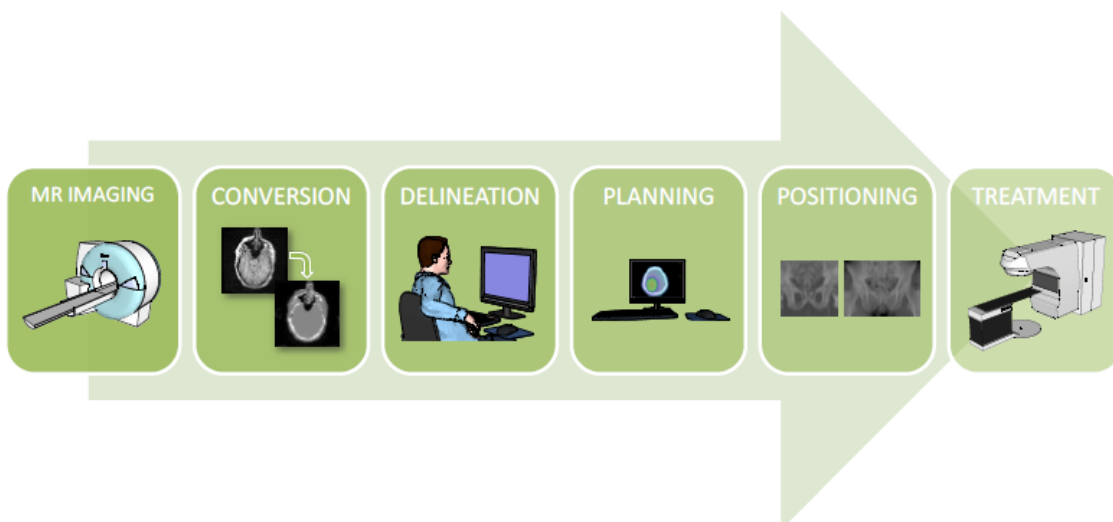 MR IMAGING
CONVERSION
DELINEATION
PLANNING
POSITIONING
TREATMENT